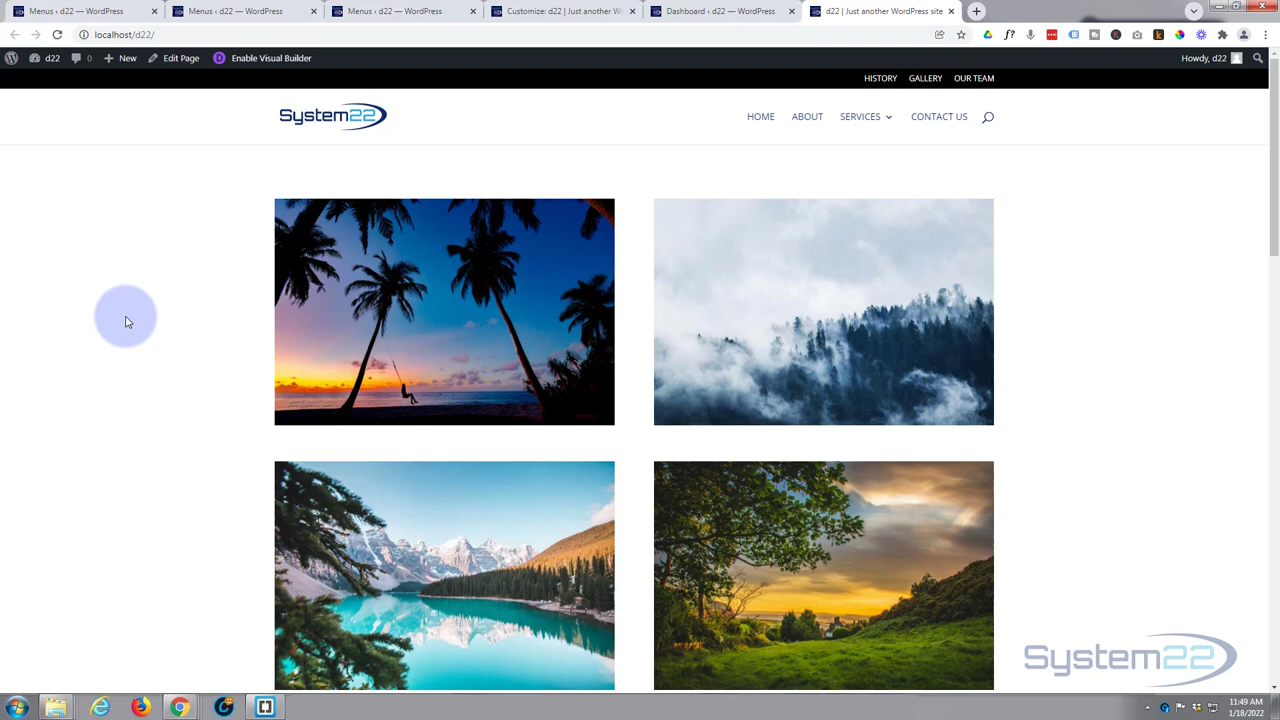 Menus ‹ d22 — WordPress
Menus ‹ d22 — WordPress
Menus ‹ d22 — WordPress
Customize: d22 | Just another Wo
Dashboard ‹ d22 — WordPress
d22 | Just another WordPress site
localhost/d22/
d22 0 New Edit Page Enable Visual Builder Howdy, d22
HISTORY GALLERY OUR TEAM
System22 HOME ABOUT SERVICES CONTACT US
System22
11:49 AM
1/18/2022